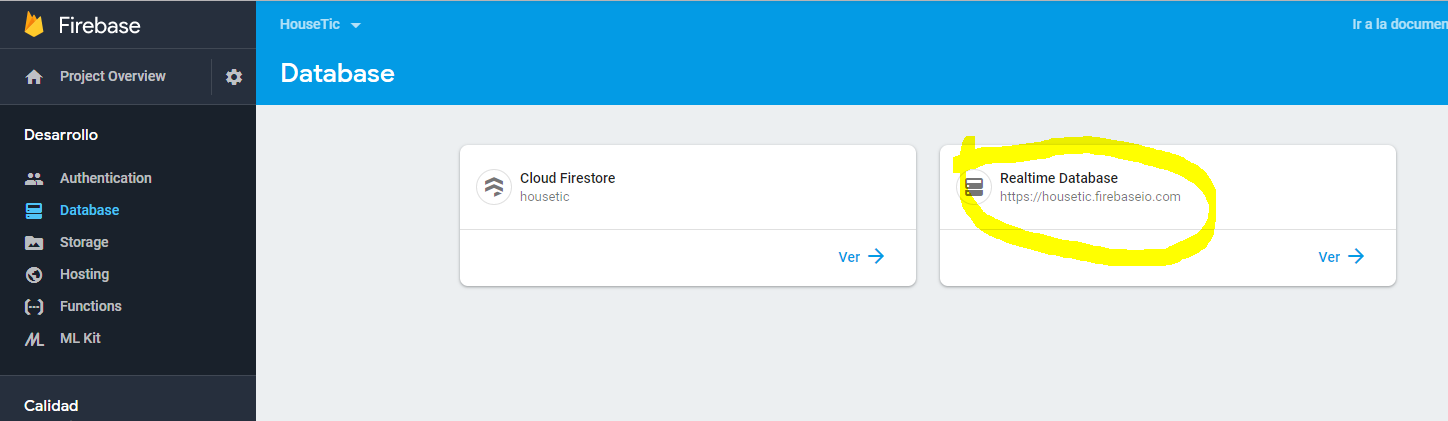 Firebase
HouseTic
Ir a la documen
Project Overview
Database
Desarrollo
Authentication
Database
Storage
Hosting
Functions
ML Kit
Calidad
Cloud Firestore
housetic
Ver
Realtime Database
https://housetic.firebaseio.com
Ver